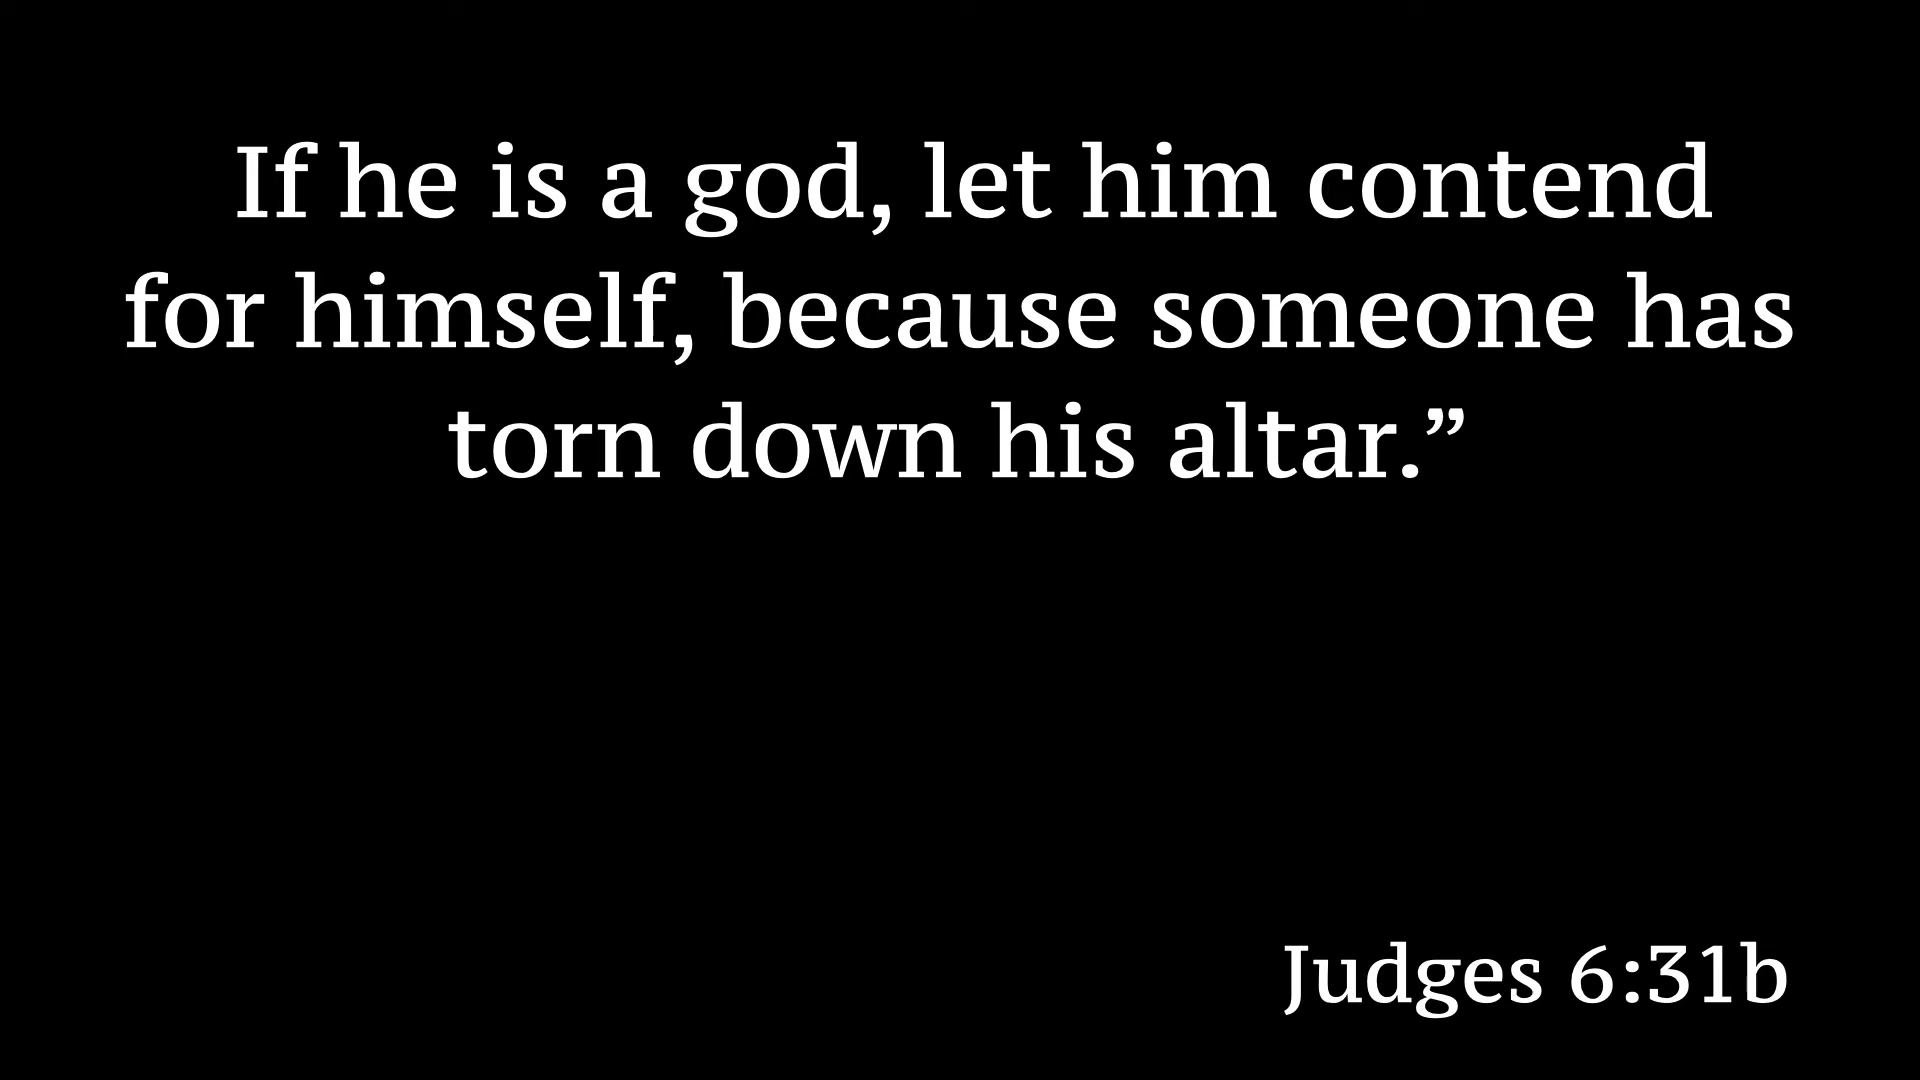 If he is a god, let him contend
for himself, because someone has
torn down his altar.”
Judges 6:31b